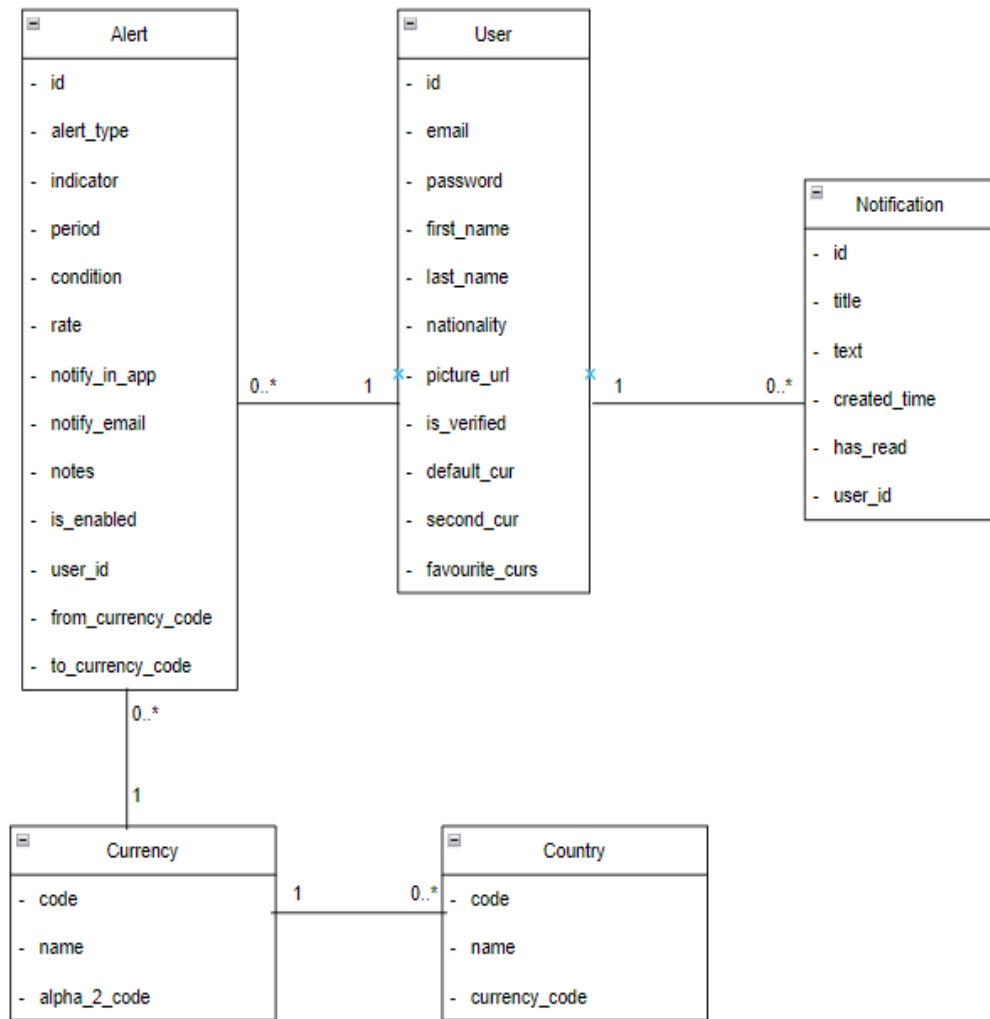 Alert
- id
- alert_type
- indicator
- period
- condition
- rate
- notify_in_app
- notify_email
- notes
- is_enabled
- user_id
- from_currency_code
- to_currency_code
User
- id
- email
- password
- first_name
- last_name
- nationality
- picture_url
- is_verified
- default_cur
- second_cur
- favourite_curs
Notification
- id
- title
- text
- created_time
- has_read
- user_id
0..*
1
1
0..*
0..*
1
Currency
- code
- name
- alpha_2_code
1
0..*
Country
- code
- name
- currency_code